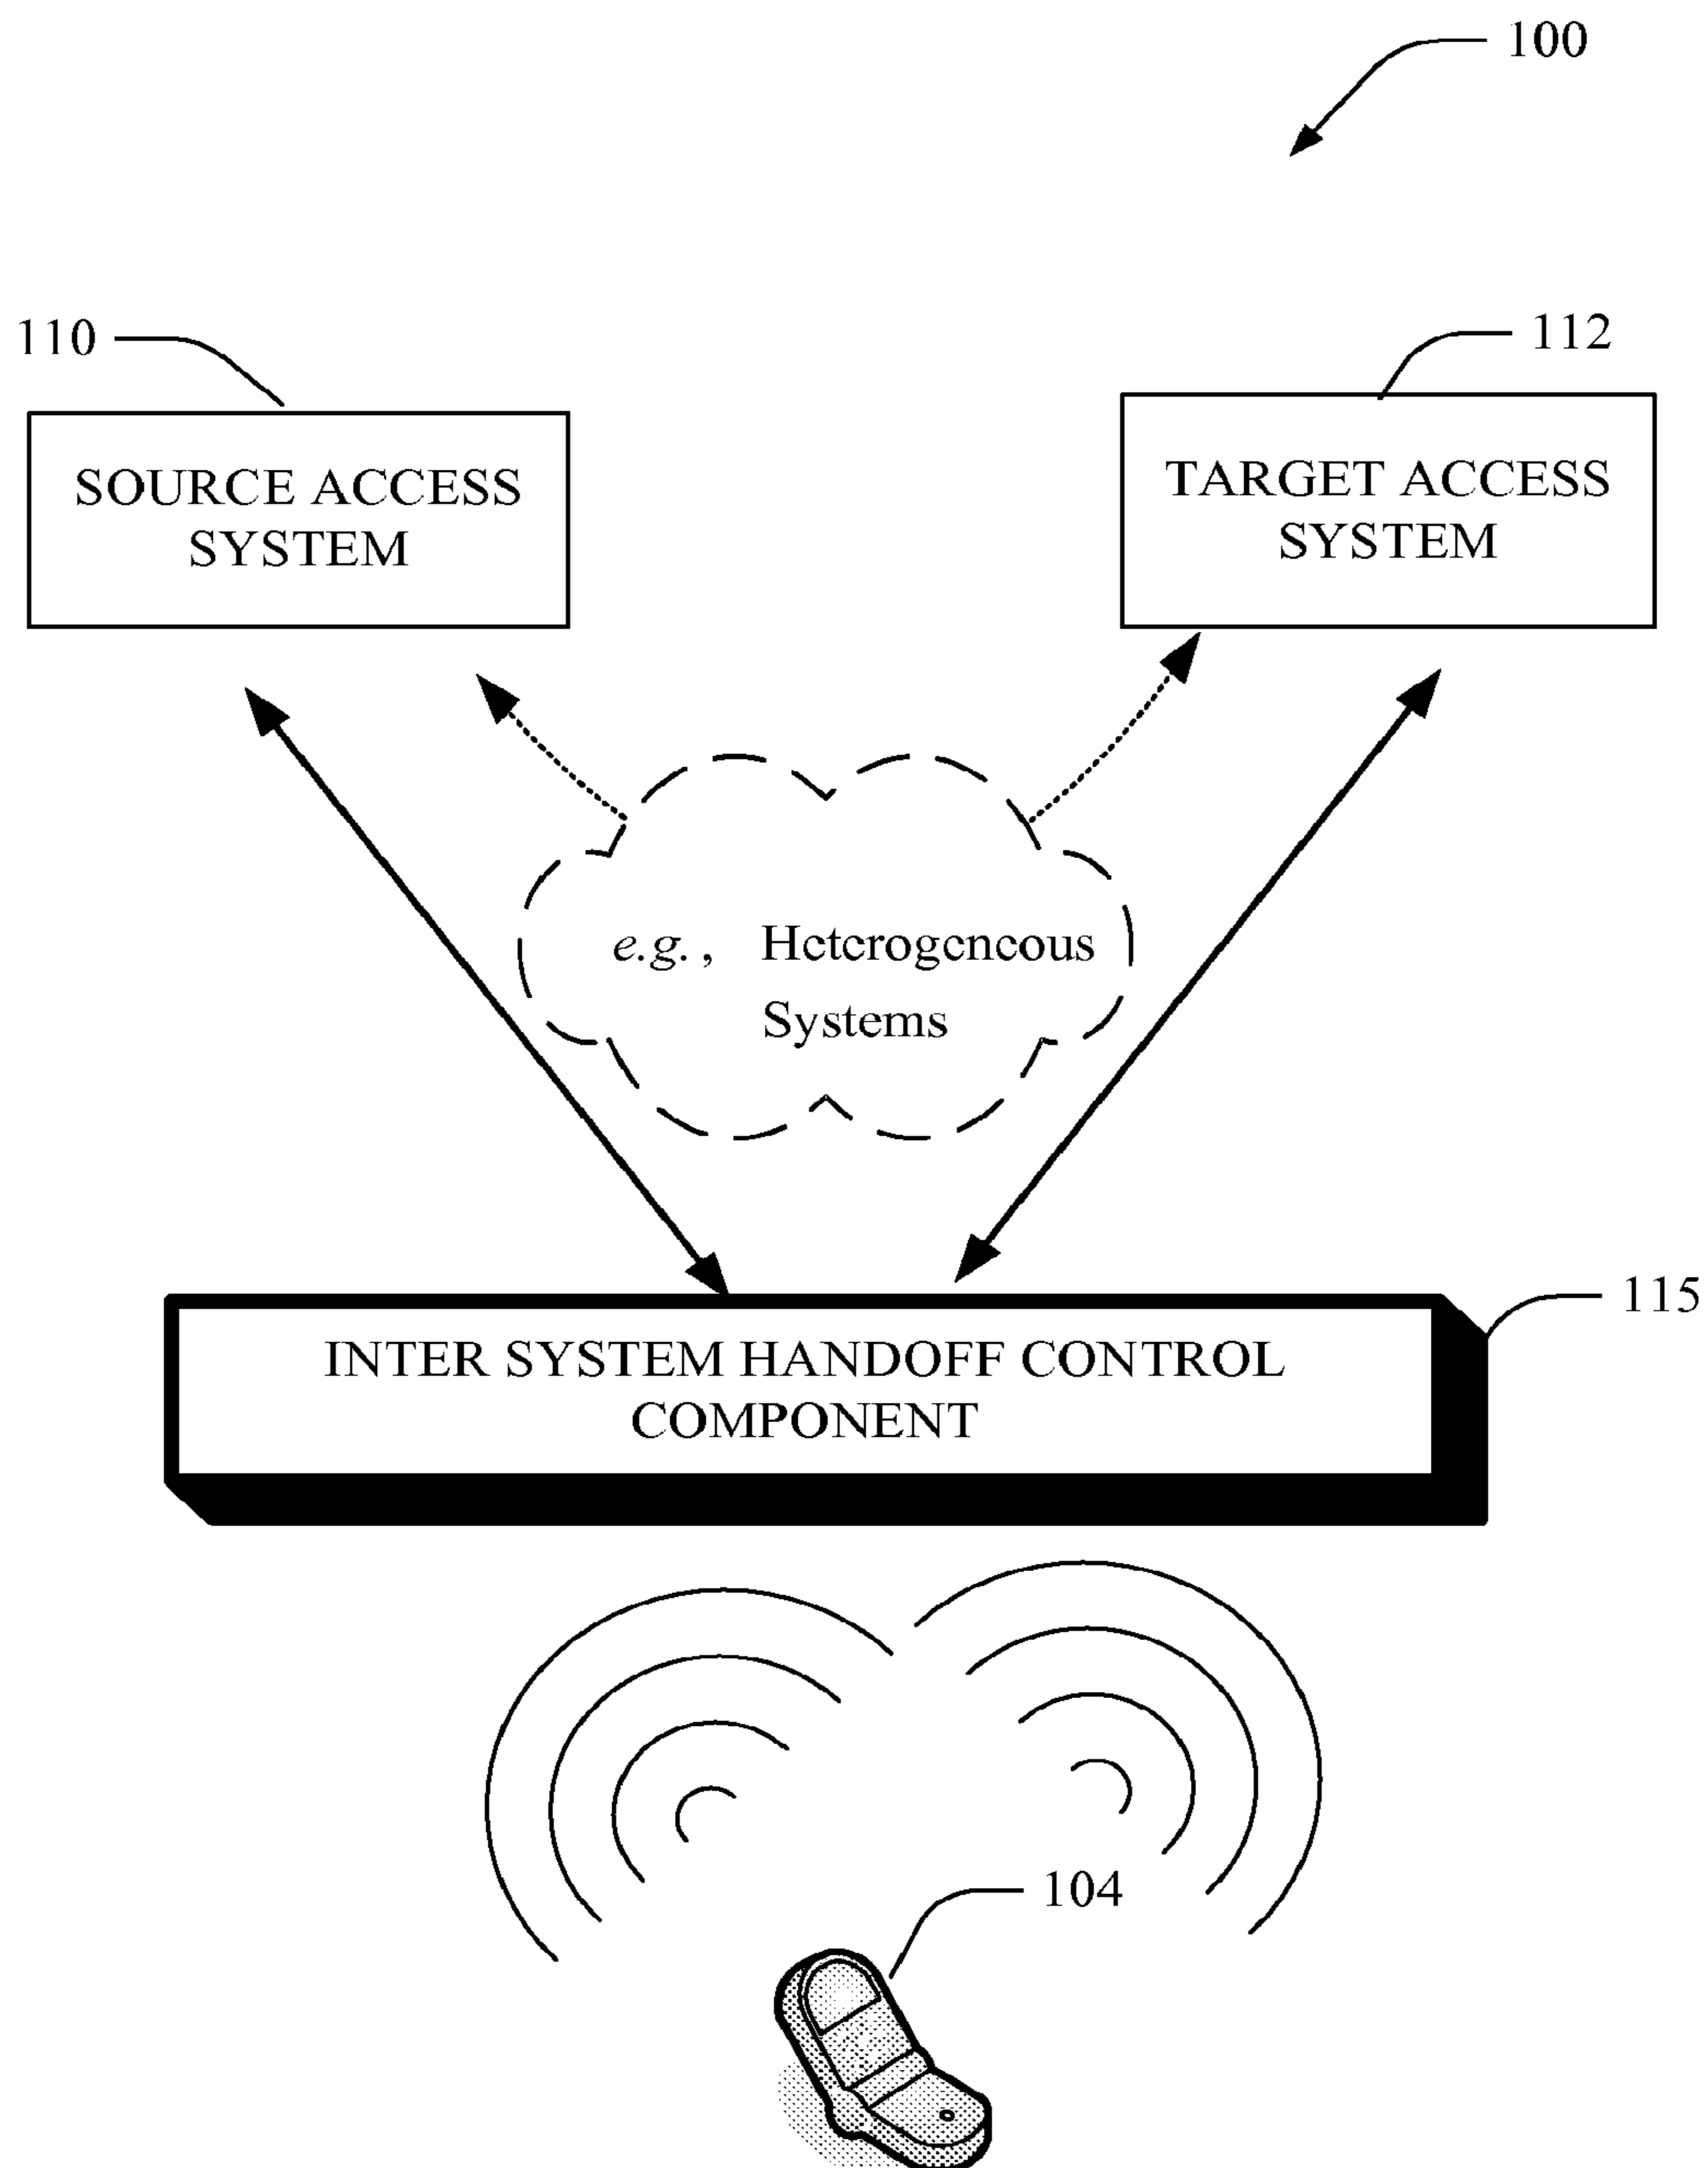 100
110
112
SOURCE ACCESS
SYSTEM
TARGET ACCESS
SYSTEM
e.g., Heterogeneous
Systems
115
INTER SYSTEM HANDOFF CONTROL
COMPONENT
104